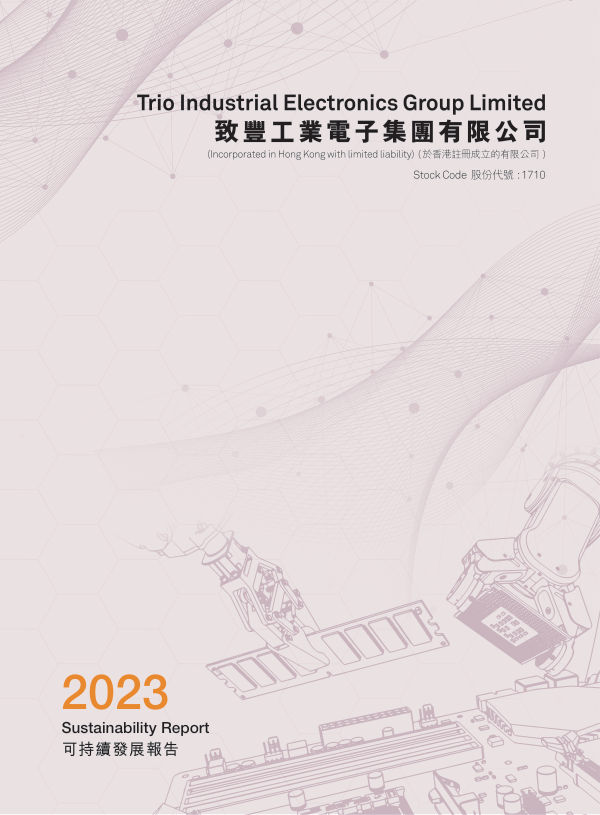 Trio Industrial Electronics Group Limited
致豐工業電子集團有限公司
(Incorporated in Hong Kong with limited liability) (於香港註冊成立的有限公司)
Stock Code 股份代號 : 1710
2023
Sustainability Report
可持續發展報告